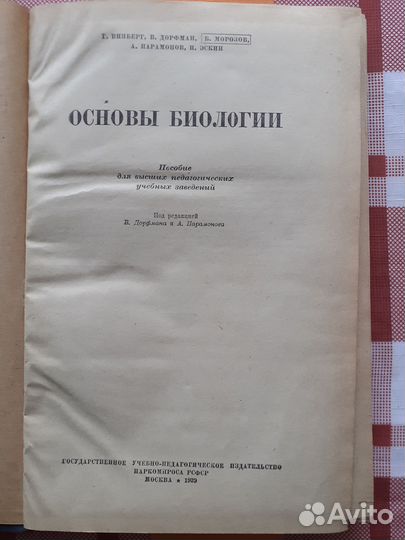 Г. ВИНБЕРГ, В. ДОРФМАН, Б. МОРОЗОВ,
А. ПАРАМОНОВ, И. ЭСКИН
ОСНОВЫ БИОЛОГИИ
Пособие
для высших педагогических
учебных заведений
Под редакцией
В. Дорфмана и А. Парамонова
ГОСУДАРСТВЕННОЕ УЧЕБНО-ПЕДАГОГИЧЕСКОЕ ИЗДАТЕЛЬСТВО
НАРКОМПРОСА РСФСР
МОСКВА ★ 1939
Avito